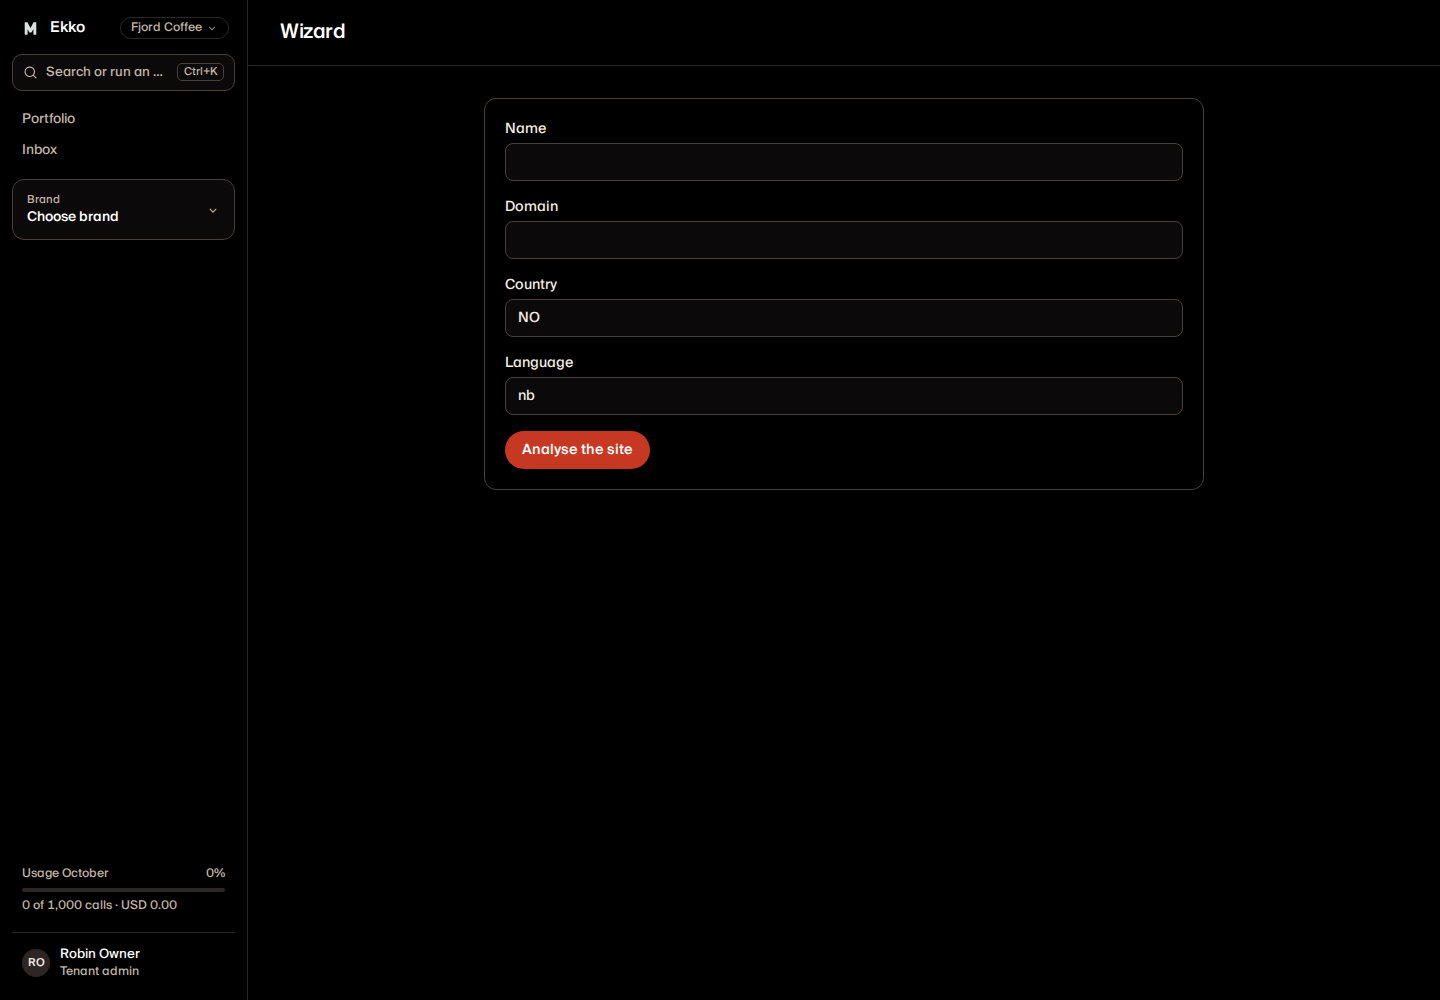 Ekko
Fjord Coffee
Search or run an ...
Ctrl+K
Portfolio
Inbox
Brand
Choose brand
Usage October
0%
0 of 1,000 calls · USD 0.00
RO
Robin Owner
Tenant admin
Wizard
Name
Domain
Country
NO
Language
nb
Analyse the site